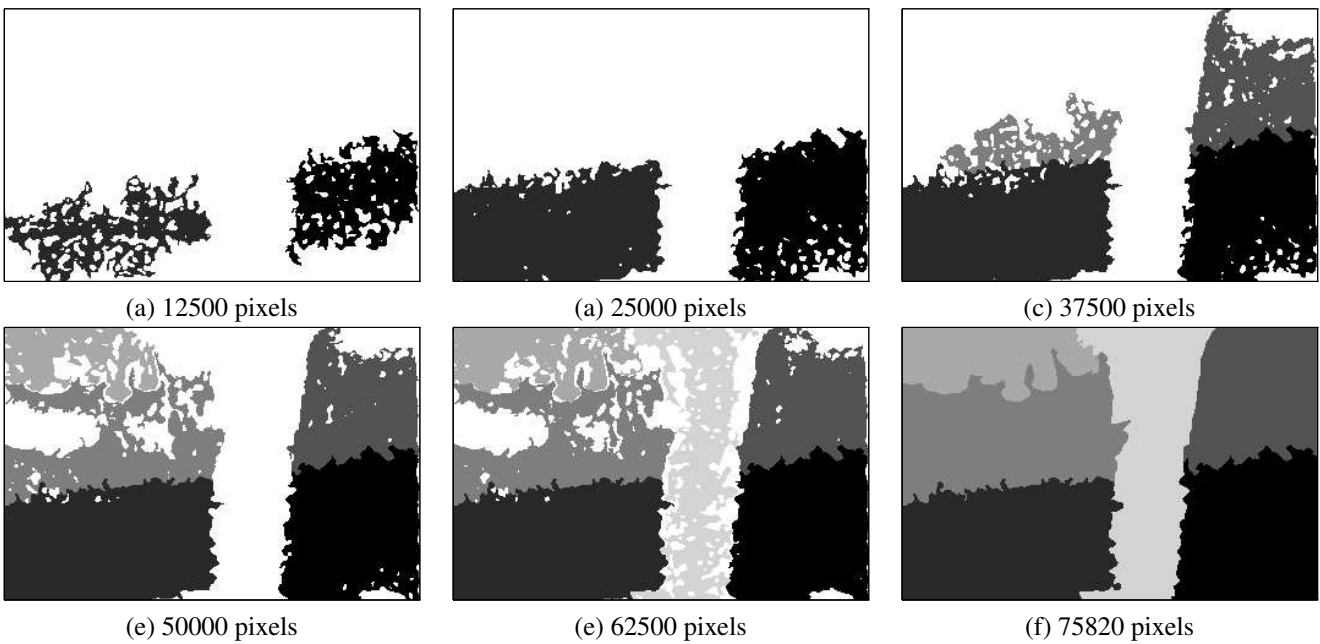 (a) 12500 pixels
(a) 25000 pixels
(c) 37500 pixels
(e) 50000 pixels
(e) 62500 pixels
(f) 75820 pixels